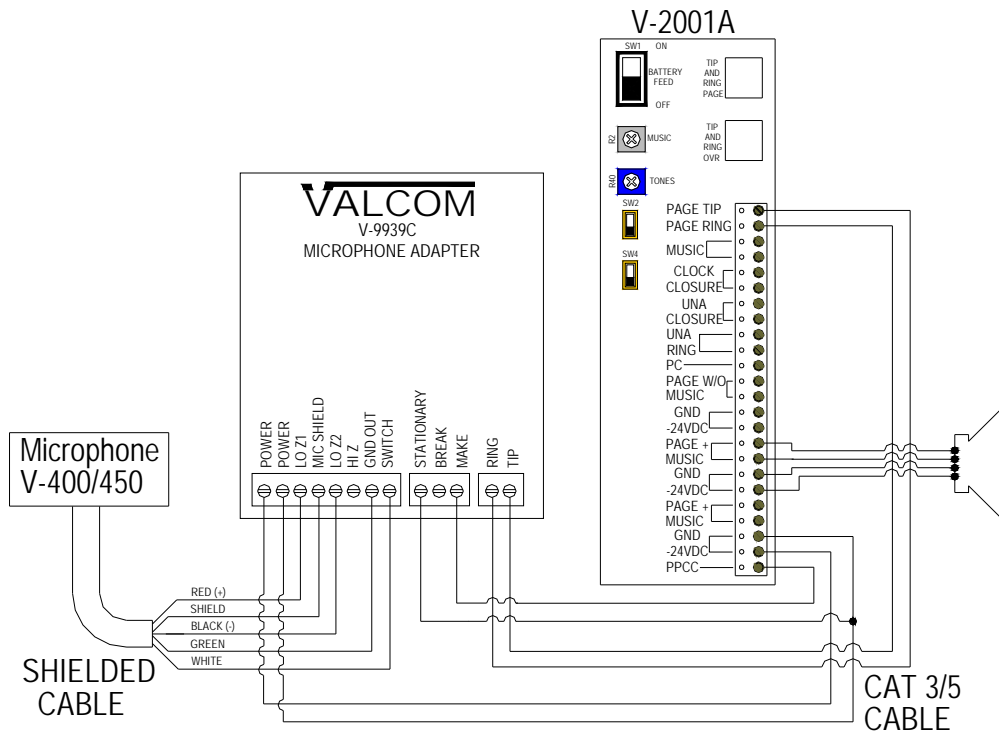 V-2001A
SW1
ON
BATTERY
FEED
OFF
TIP
AND
RING
PAGE
R2
MUSIC
TIP
AND
RING
OVR
R40
TONES
SW2
SW4
PAGE TIP
PAGE RING
MUSIC
CLOCK
CLOSURE
UNA
CLOSURE
UNA
RING
PC
PAGE W/O
MUSIC
GND
-24VDC
PAGE +
MUSIC
GND
-24VDC
PAGE +
MUSIC
GND
-24VDC
PPCC
VALCOM
V-9939C
MICROPHONE ADAPTER
POWER
POWER
LO Z1
MIC SHIELD
LO Z2
HI Z
GND OUT
SWITCH
STATIONARY
BREAK
MAKE
RING
TIP
Microphone
V-400/450
RED (+)
SHIELD
BLACK (-)
GREEN
WHITE
SHIELDED
CABLE
CAT 3/5
CABLE